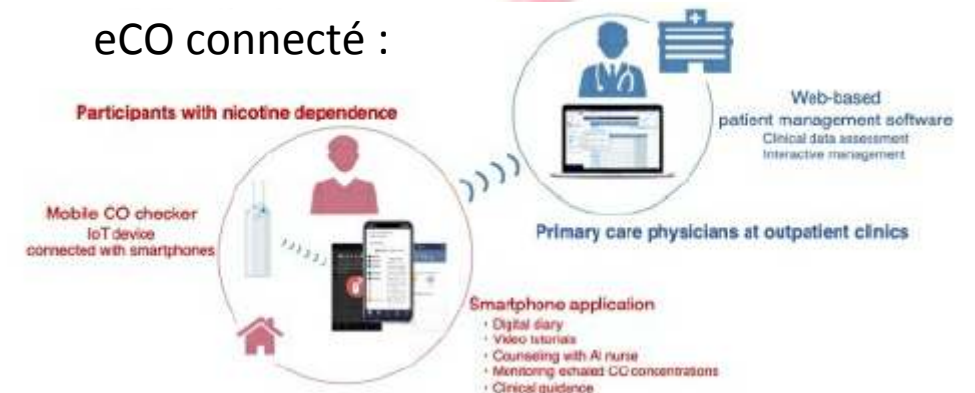 eCO connecté :
Participants with nicotine dependence
Mobile CO checker
IoT device
connected with smartphones
Smartphone application
· Digital diary
· Video tutorials
· Counseling with AI nurse
· Monitoring exhaled CO concentrations
· Clinical guidance
Web-based
patient management software
Clinical data assessment
Interactive management
Primary care physicians at outpatient clinics